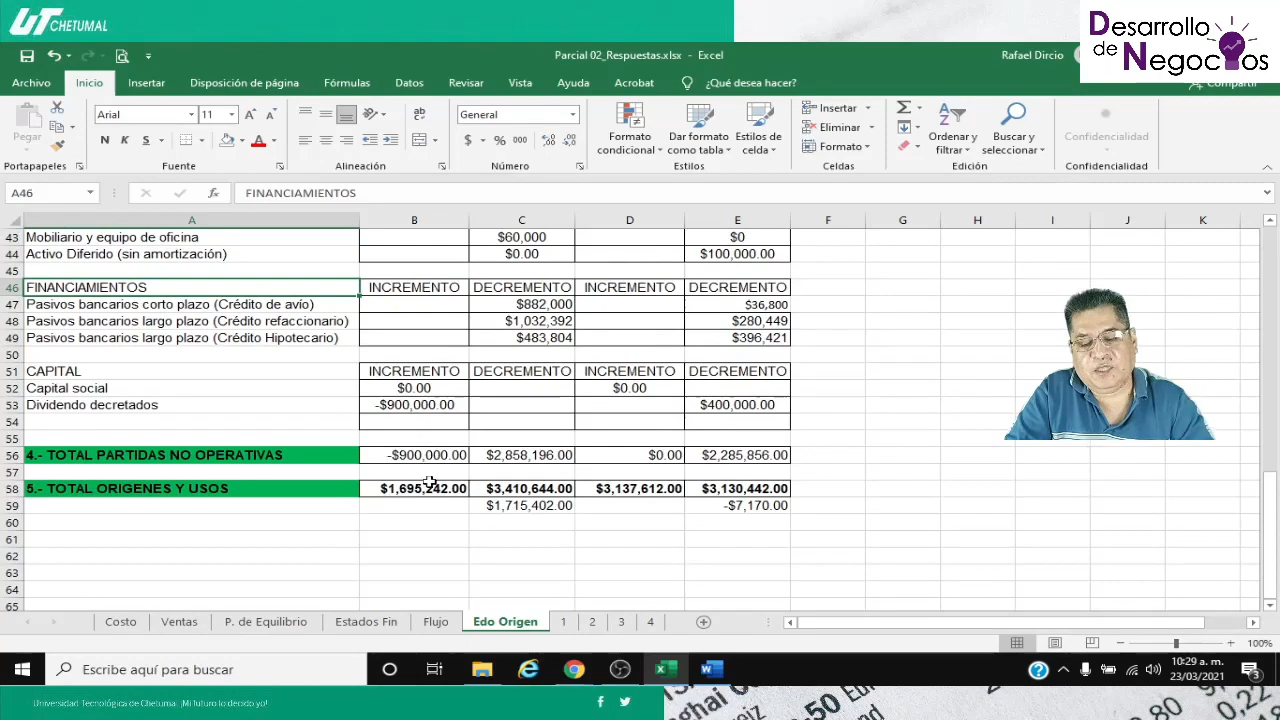 UT CHETUMAL
Desarrollo
de
Negocios
Parcial 02_Respuestas.xlsx - Excel
Rafael Dircio
Archivo Inicio Insertar Disposición de página Fórmulas Datos Revisar Vista Ayuda Acrobat ¿Qué desea hacer? Compartir
Pegar
Arial 11
N K S
General
$ % 000
Formato condicional
Dar formato como tabla
Estilos de celda
Insertar
Eliminar
Formato
Ordenar y filtrar
Buscar y seleccionar
Confidencialidad
Portapapeles Fuente Alineación Número Estilos Celdas Edición Confidencialidad
A46 fx FINANCIAMIENTOS
A B C D E F G H I J K
43 Mobiliario y equipo de oficina $60,000 $0
44 Activo Diferido (sin amortización) $0.00 $100,000.00
45
46 FINANCIAMIENTOS INCREMENTO DECREMENTO INCREMENTO DECREMENTO
47 Pasivos bancarios corto plazo (Crédito de avío) $882,000 $36,800
48 Pasivos bancarios largo plazo (Crédito refaccionario) $1,032,392 $280,449
49 Pasivos bancarios largo plazo (Crédito Hipotecario) $483,804 $396,421
50
51 CAPITAL INCREMENTO DECREMENTO INCREMENTO DECREMENTO
52 Capital social $0.00 $0.00
53 Dividendo decretados -$900,000.00 $400,000.00
54
55
56 4.- TOTAL PARTIDAS NO OPERATIVAS -$900,000.00 $2,858,196.00 $0.00 $2,285,856.00
57
58 5.- TOTAL ORIGENES Y USOS $1,695,242.00 $3,410,644.00 $3,137,612.00 $3,130,442.00
59 $1,715,402.00 -$7,170.00
60
61
62
63
64
65
Costo Ventas P. de Equilibrio Estados Fin Flujo Edo Origen 1 2 3 4
100%
Escribe aquí para buscar
10:29 a. m.
23/03/2021
3
Universidad Tecnológica de Chetumal. ¡Mi futuro lo decido yo!